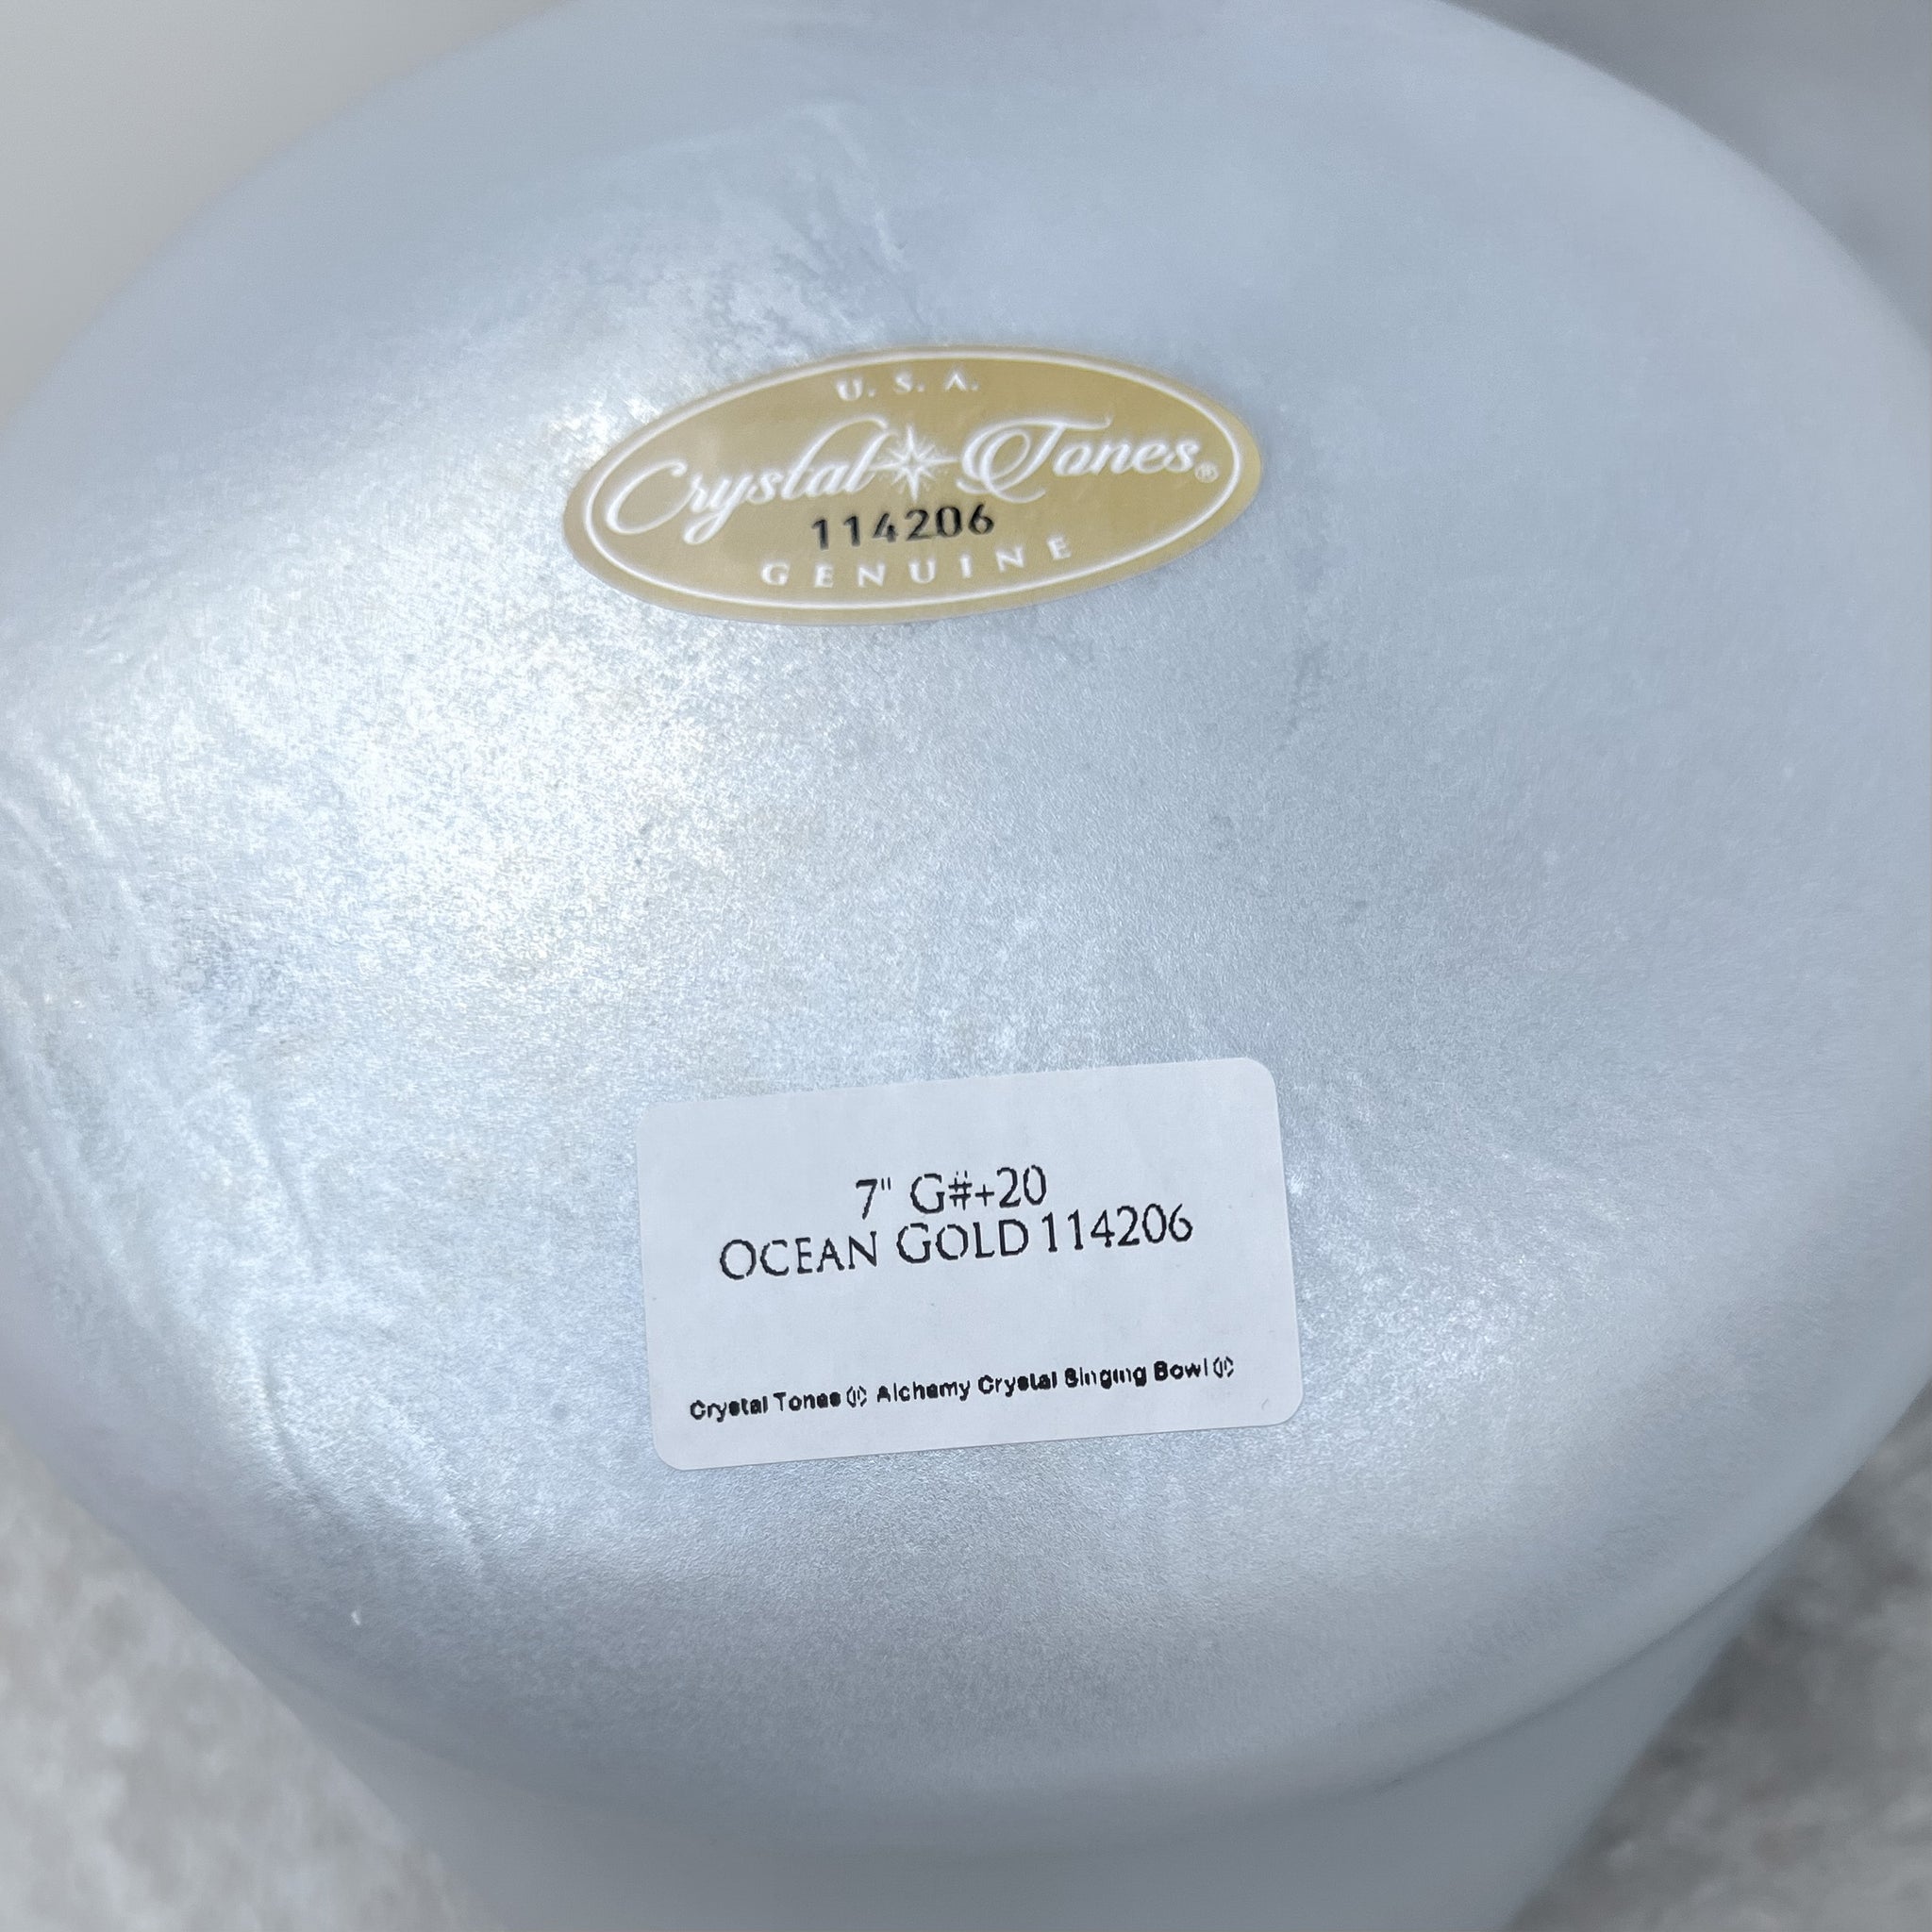 U. S. A.
Crystal Tones®
114206
GENUINE
7" G#+20
OCEAN GOLD 114206
Crystal Tones ® Alchemy Crystal Singing Bowl ®